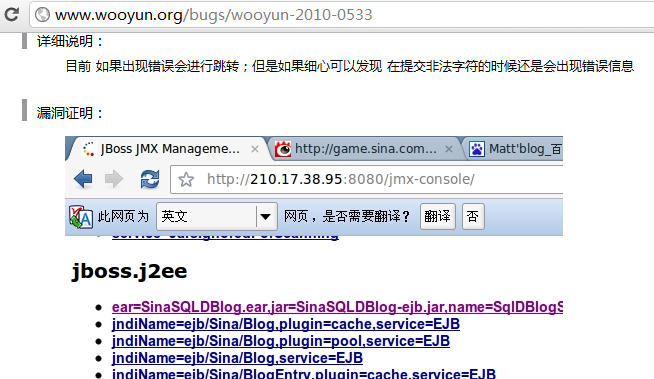 www.wooyun.org/bugs/wooyun-2010-0533
详细说明：
目前 如果出现错误会进行跳转；但是如果细心可以发现 在提交非法字符的时候还是会出现错误信息
漏洞证明：
JBoss JMX Manageme... × http://game.sina.com... × Matt'blog_百
http://210.17.38.95:8080/jmx-console/
此网页为 英文 网页，是否需要翻译？ 翻译 否
jboss.j2ee
ear=SinaSQLDBlog.ear,jar=SinaSQLDBlog-ejb.jar,name=SqlDBlogS
jndiName=ejb/Sina/Blog,plugin=cache,service=EJB
jndiName=ejb/Sina/Blog,plugin=pool,service=EJB
jndiName=ejb/Sina/Blog,service=EJB
jndiName=ejb/Sina/BlogEntry,plugin=cache,service=EJB